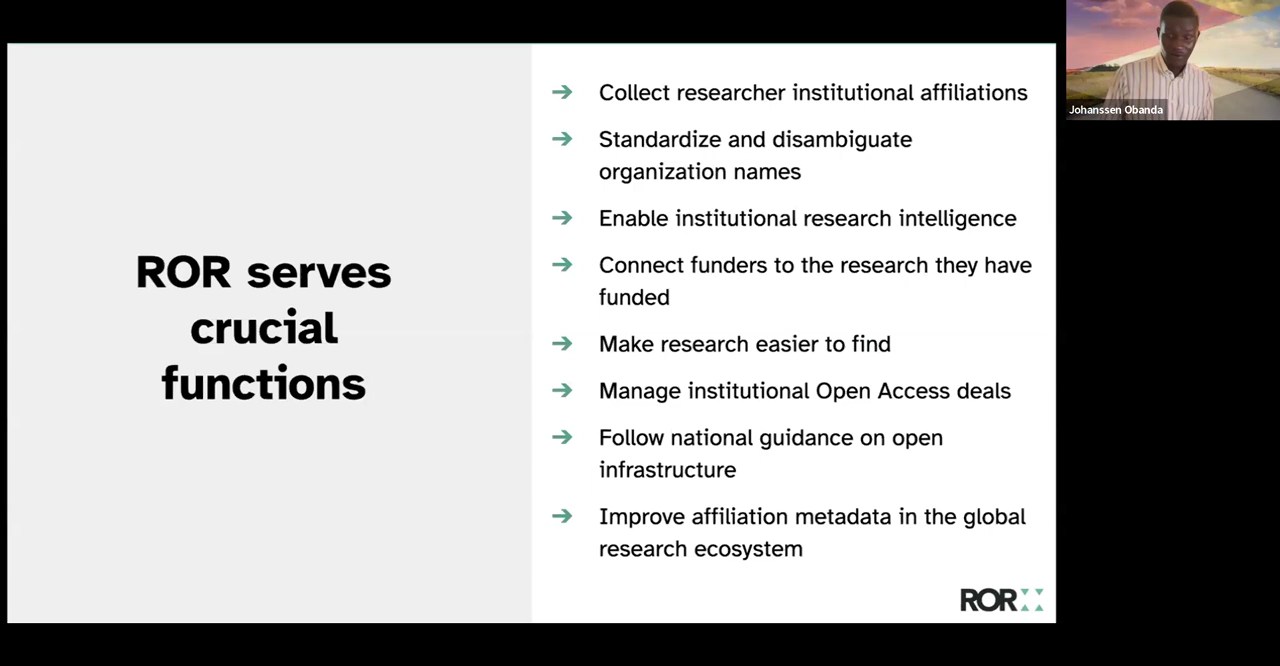 ROR serves
crucial
functions
→ Collect researcher institutional affiliations
→ Standardize and disambiguate
organization names
→ Enable institutional research intelligence
→ Connect funders to the research they have
funded
→ Make research easier to find
→ Manage institutional Open Access deals
→ Follow national guidance on open
infrastructure
→ Improve affiliation metadata in the global
research ecosystem
ROR
Johanssen Obanda